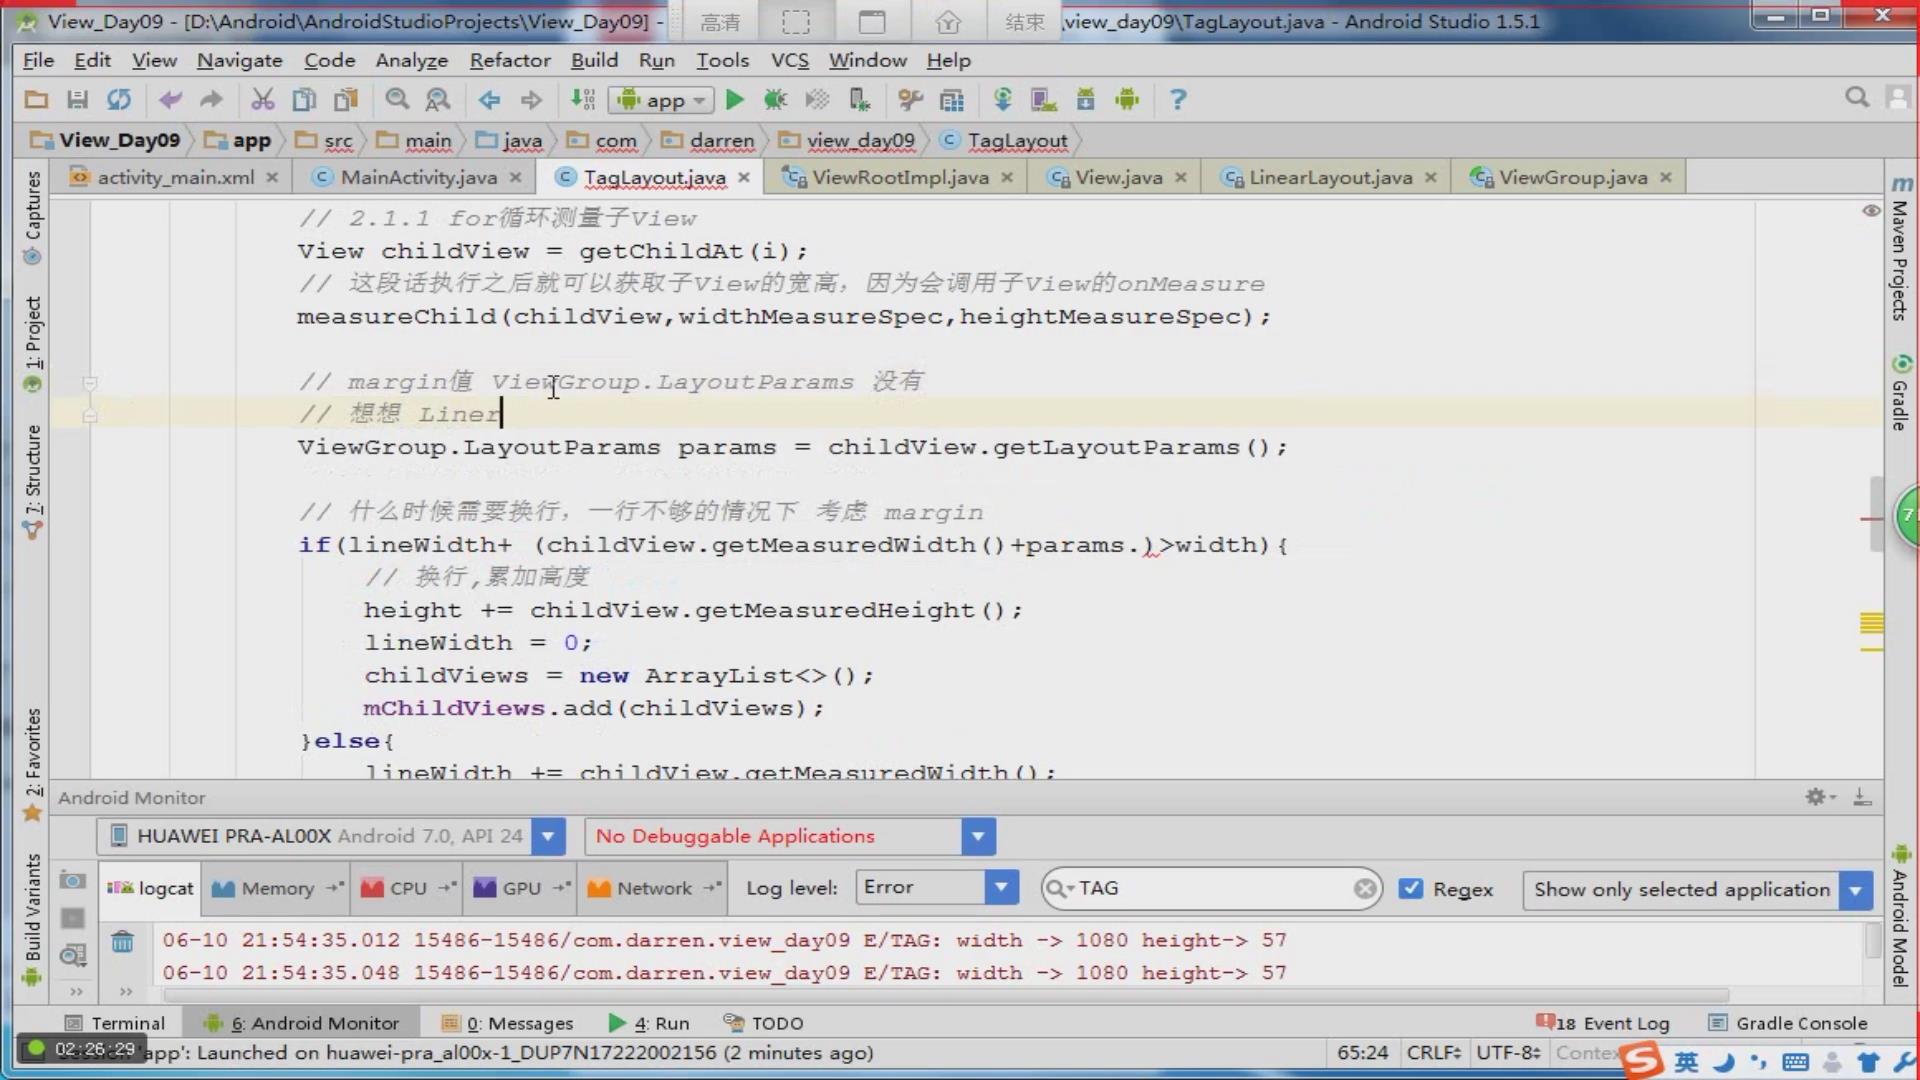 View_Day09 - [D:\Android\AndroidStudioProjects\View_Day09] -
高清
结束
\view_day09\TagLayout.java - Android Studio 1.5.1
File Edit View Navigate Code Analyze Refactor Build Run Tools VCS Window Help
app
View_Day09 app src main java com darren view_day09 TagLayout
activity_main.xml MainActivity.java TagLayout.java ViewRootImpl.java View.java LinearLayout.java ViewGroup.java
Captures
1: Project
7: Structure
2: Favorites
Build Variants
// 2.1.1 for循环测量子View
View childView = getChildAt(i);
// 这段话执行之后就可以获取子View的宽高，因为会调用子View的onMeasure
measureChild(childView,widthMeasureSpec,heightMeasureSpec);
// margin值 ViewGroup.LayoutParams 没有
// 想想 Liner
ViewGroup.LayoutParams params = childView.getLayoutParams();
// 什么时候需要换行，一行不够的情况下 考虑 margin
if(lineWidth+ (childView.getMeasuredWidth()+params.)>width){
// 换行,累加高度
height += childView.getMeasuredHeight();
lineWidth = 0;
childViews = new ArrayList<>();
mChildViews.add(childViews);
}else{
lineWidth += childView.getMeasuredWidth();
m
Maven Projects
Gradle
Android Model
Android Monitor
HUAWEI PRA-AL00X Android 7.0, API 24
No Debuggable Applications
logcat Memory CPU GPU Network Log level: Error TAG Regex Show only selected application
06-10 21:54:35.012 15486-15486/com.darren.view_day09 E/TAG: width -> 1080 height-> 57
06-10 21:54:35.048 15486-15486/com.darren.view_day09 E/TAG: width -> 1080 height-> 57
Terminal 6: Android Monitor 0: Messages 4: Run TODO 18 Event Log Gradle Console
02:26:29
'app': Launched on huawei-pra_al00x-1_DUP7N17222002156 (2 minutes ago)
65:24 CRLF UTF-8
英